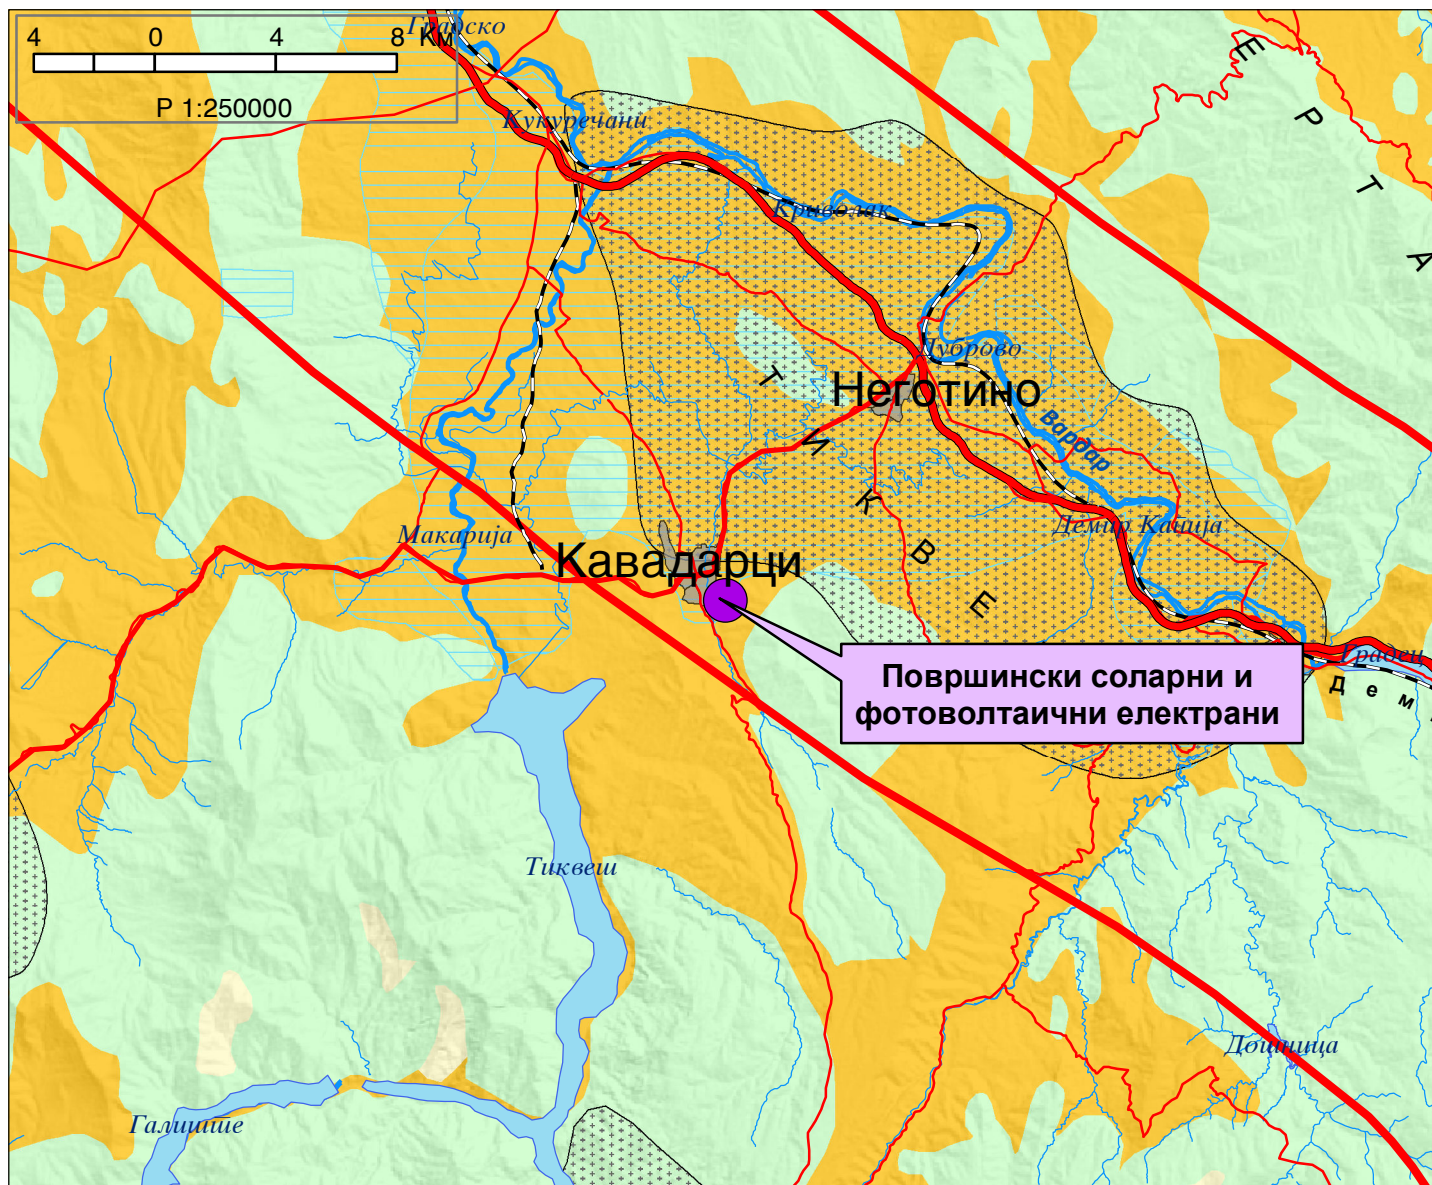 Градско
4 0 4 8 Км
Р 1:250000
Кукуречани
Криволак
Дуброво
Неготино
Вардар
Т И К В Е
Е Р Т А
Демир Капија
Макарија
Кавадарци
Површински соларни и
фотоволтаични електрани
Градец
Д е м
Тиквеш
Дошница
Галиште